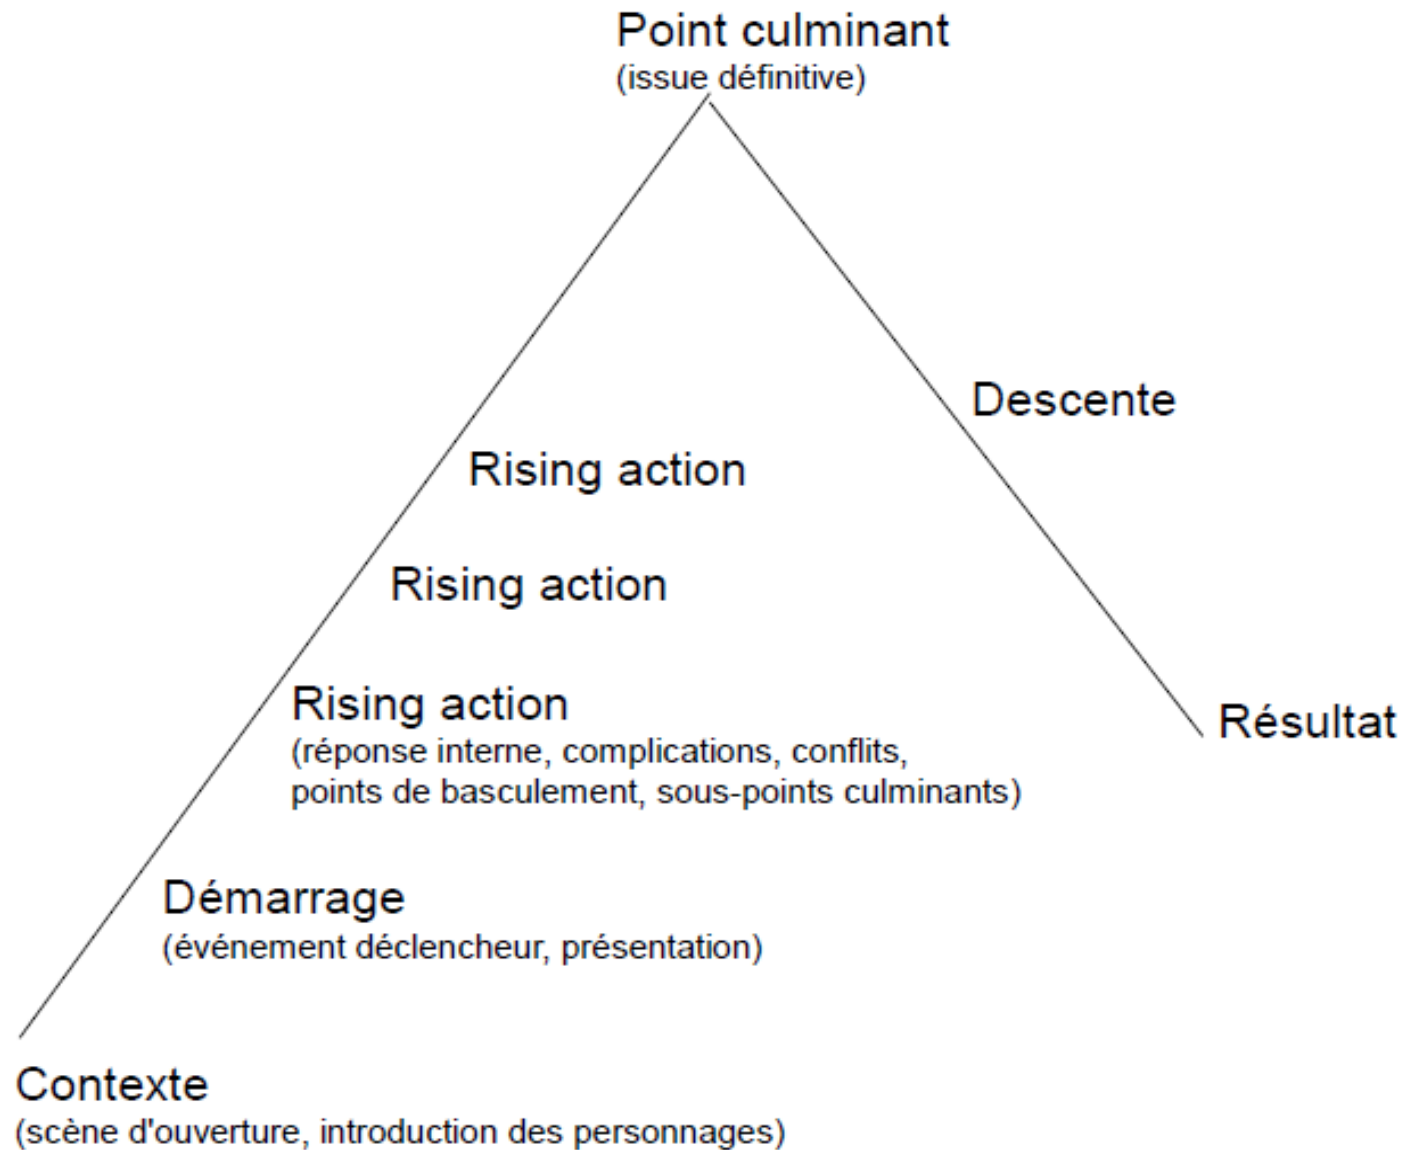 Point culminant
(issue définitive)
Descente
Rising action
Rising action
Rising action
(réponse interne, complications, conflits,
points de basculement, sous-points culminants)
Résultat
Démarrage
(événement déclencheur, présentation)
Contexte
(scène d'ouverture, introduction des personnages)